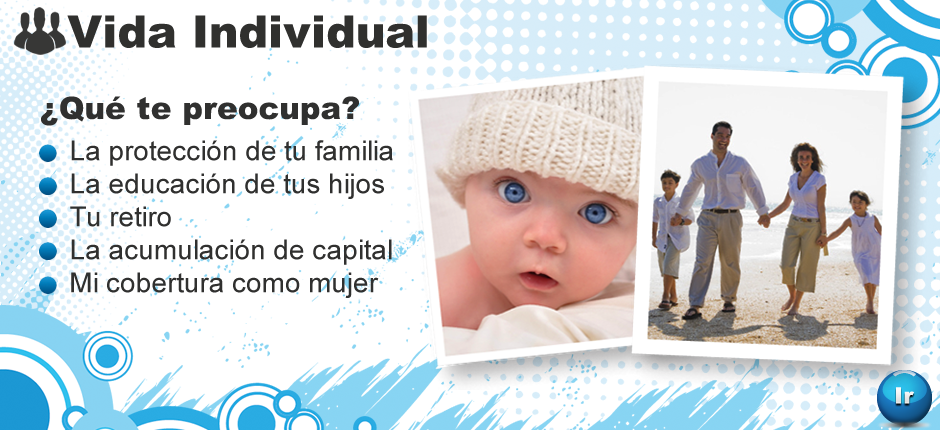 Vida Individual
¿Qué te preocupa?
La protección de tu familia
La educación de tus hijos
Tu retiro
La acumulación de capital
Mi cobertura como mujer
Ir